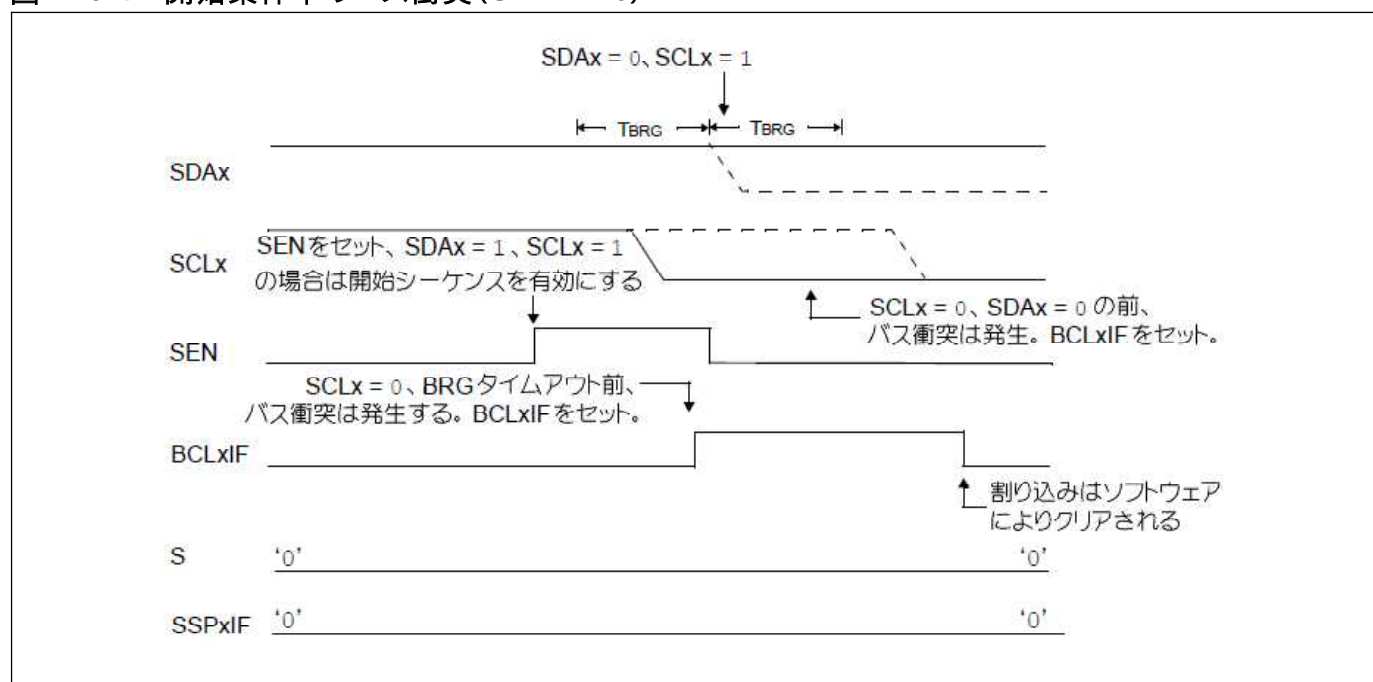 SDAx = 0、SCLx = 1
TBRG TBRG
SDAx
SCLx
SENをセット、SDAx = 1、SCLx = 1
の場合は開始シーケンスを有効にする
SCLx = 0、SDAx = 0 の前、
バス衝突は発生。BCLxIFをセット。
SEN
SCLx = 0、BRGタイムアウト前、
バス衝突は発生する。BCLxIFをセット。
BCLxIF
割り込みはソフトウェア
によりクリアされる
S ‘0’ ‘0’
SSPxIF ‘0’ ‘0’